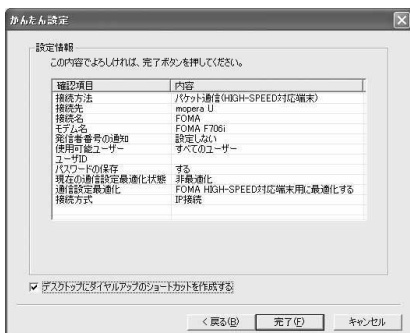 かんたん設定
設定情報
この内容でよろしければ、完了ボタンを押してください。
確認項目 内容
接続方法 パケット通信(HIGH-SPEED対応端末)
接続先 mopera U
接続名 FOMA
モデム名 FOMA F706i
発信者番号の通知 設定しない
使用可能ユーザー すべてのユーザー
ユーザID
パスワードの保存 する
現在の通信設定最適化状態 非最適化
通信設定最適化 FOMA HIGH-SPEED対応端末用に最適化する
接続方式 IP接続
デスクトップにダイヤルアップのショートカットを作成する
< 戻る(B) 完了(F) キャンセル